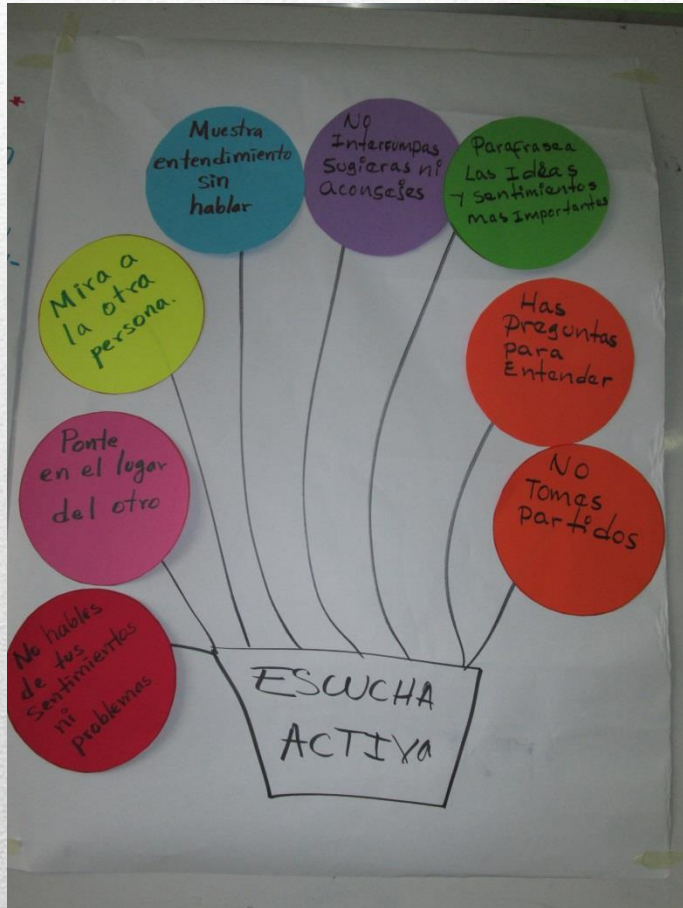 Muestra
entendimiento
sin
hablar
No
Interrumpas
Sugieras ni
aconsejes
Parafrasea
Las Ideas
y sentimientos
mas Importantes
Mira a
la otra
persona.
Has
Preguntas
para
Entender
Ponte
en el lugar
del otro
No
Tomes
Partidos
No hables
de tus
sentimientos
ni
problemas
ESCUCHA
ACTIVa